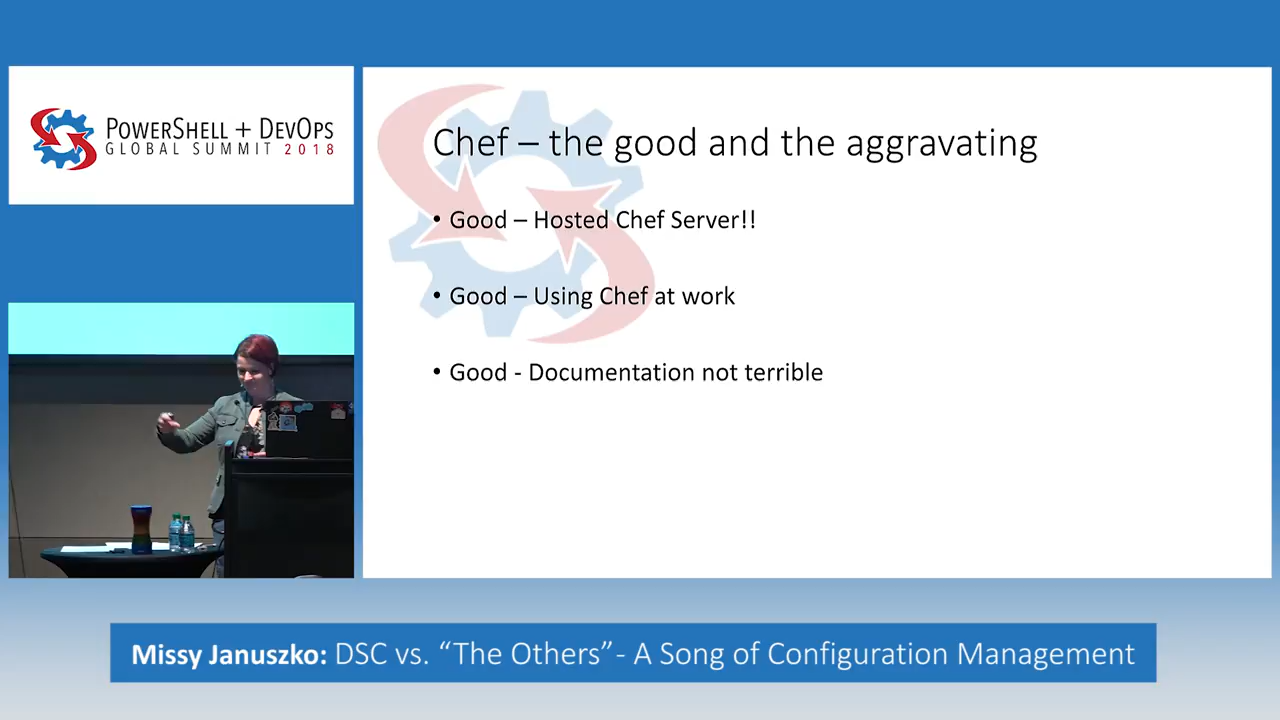 POWERSHELL + DEVOPS
GLOBAL SUMMIT 2018
Chef – the good and the aggravating
• Good – Hosted Chef Server!!
• Good – Using Chef at work
• Good - Documentation not terrible
Missy Januszko: DSC vs. “The Others”- A Song of Configuration Management